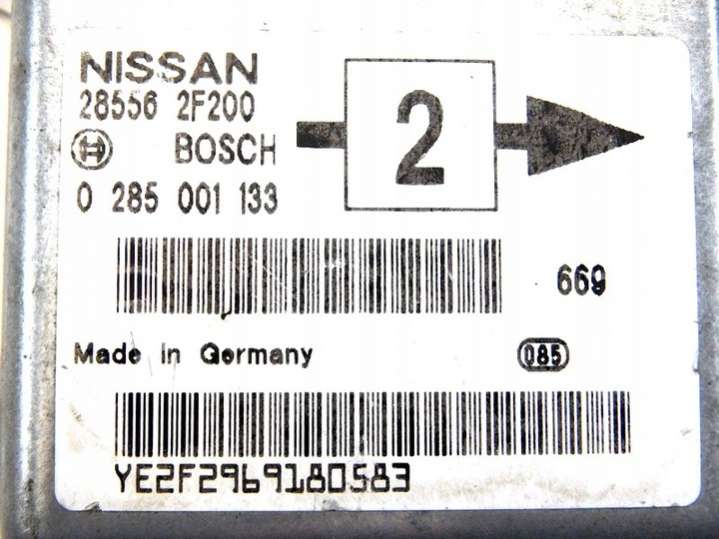 NISSAN
28556 2F200
BOSCH
0 285 001 133
2
669
Made in Germany
085
YE2F2969180583